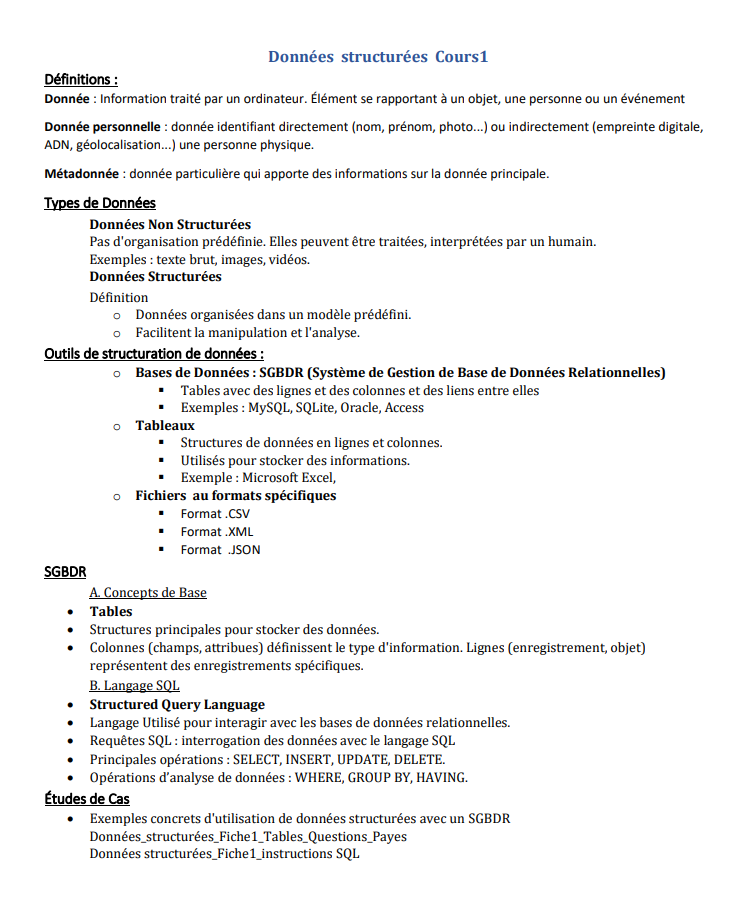 Données structurées Cours1
Définitions :
Donnée : Information traité par un ordinateur. Élément se rapportant à un objet, une personne ou un événement
Donnée personnelle : donnée identifiant directement (nom, prénom, photo...) ou indirectement (empreinte digitale,
ADN, géolocalisation...) une personne physique.
Métadonnée : donnée particulière qui apporte des informations sur la donnée principale.
Types de Données
Données Non Structurées
Pas d'organisation prédéfinie. Elles peuvent être traitées, interprétées par un humain.
Exemples : texte brut, images, vidéos.
Données Structurées
Définition
o Données organisées dans un modèle prédéfini.
o Facilitent la manipulation et l'analyse.
Outils de structuration de données :
o Bases de Données : SGBDR (Système de Gestion de Base de Données Relationnelles)
▪ Tables avec des lignes et des colonnes et des liens entre elles
▪ Exemples : MySQL, SQLite, Oracle, Access
o Tableaux
▪ Structures de données en lignes et colonnes.
▪ Utilisés pour stocker des informations.
▪ Exemple : Microsoft Excel,
o Fichiers au formats spécifiques
▪ Format .CSV
▪ Format .XML
▪ Format .JSON
SGBDR
A. Concepts de Base
• Tables
• Structures principales pour stocker des données.
• Colonnes (champs, attribues) définissent le type d'information. Lignes (enregistrement, objet)
représentent des enregistrements spécifiques.
B. Langage SQL
• Structured Query Language
• Langage Utilisé pour interagir avec les bases de données relationnelles.
• Requêtes SQL : interrogation des données avec le langage SQL
• Principales opérations : SELECT, INSERT, UPDATE, DELETE.
• Opérations d’analyse de données : WHERE, GROUP BY, HAVING.
Études de Cas
• Exemples concrets d'utilisation de données structurées avec un SGBDR
Données_structurées_Fiche1_Tables_Questions_Payes
Données structurées_Fiche1_instructions SQL